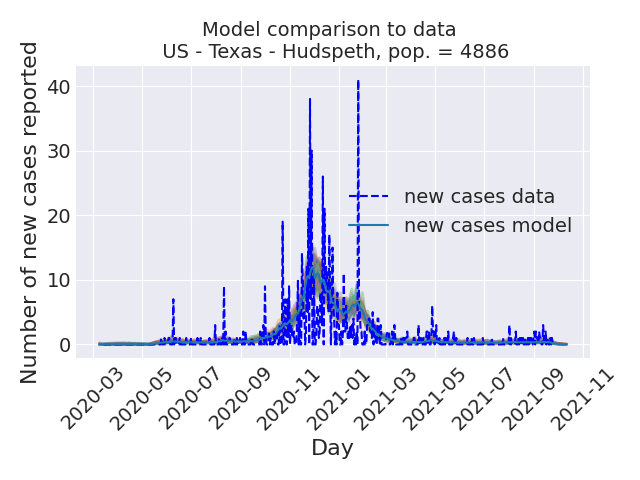 Model comparison to data
US - Texas - Hudspeth, pop. = 4886
Number of new cases reported
40
30
20
10
0
new cases data
new cases model
2020-03
2020-05
2020-07
2020-09
2020-11
2021-01
2021-03
2021-05
2021-07
2021-09
2021-11
Day